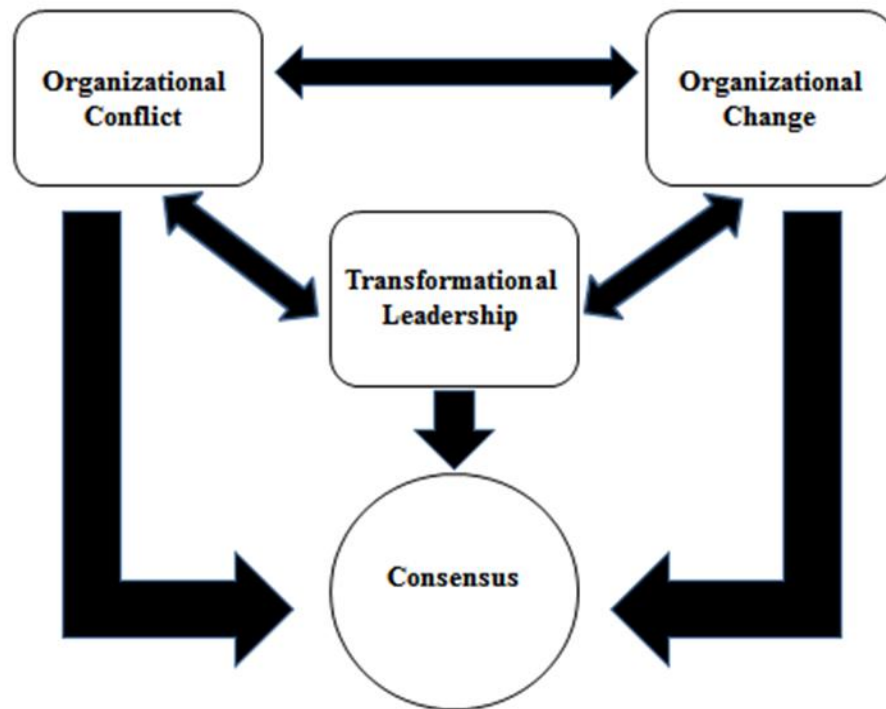 Organizational
Conflict
Organizational
Change
Transformational
Leadership
Consensus